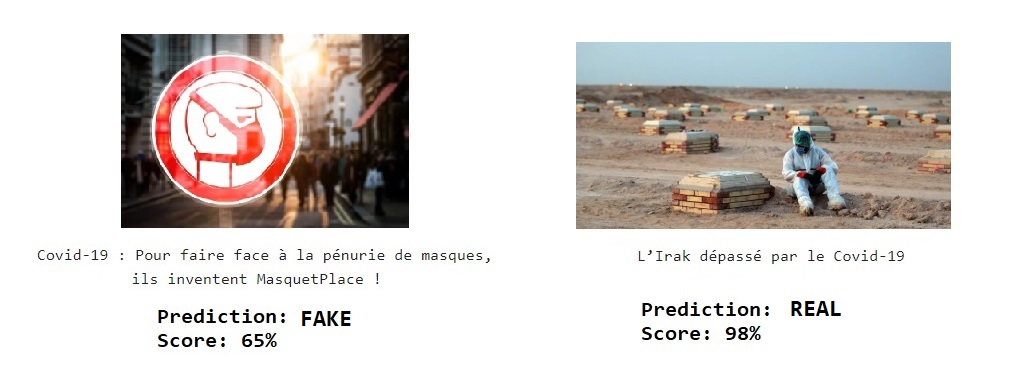 Covid-19 : Pour faire face à la pénurie de masques,
ils inventent MasquetPlace !
Prediction: FAKE
Score: 65%
L’Irak dépassé par le Covid-19
Prediction: REAL
Score: 98%